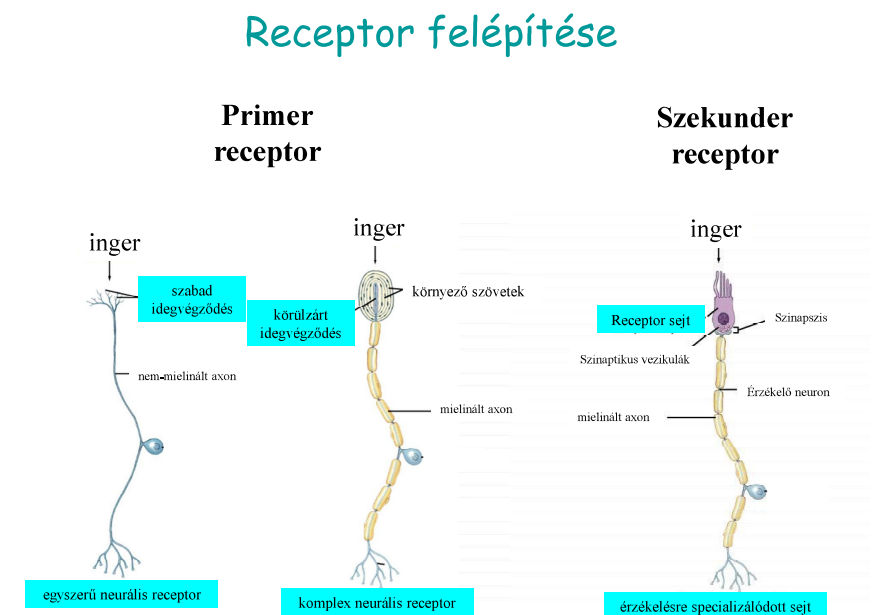 Receptor felépítése
Primer
receptor
Szekunder
receptor
inger
inger
inger
szabad
idegvégződés
körülzárt
idegvégződés
környező szövetek
Receptor sejt
Szinapszis
Szinaptikus vezikulák
nem-mielinált axon
mielinált axon
Érzékelő neuron
mielinált axon
egyszerű neurális receptor
komplex neurális receptor
érzékelésre specializálódott sejt